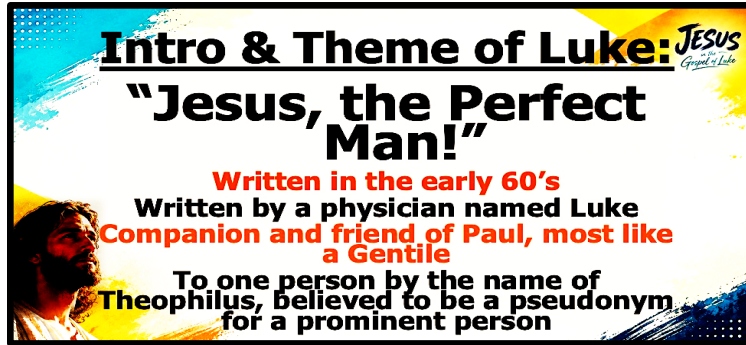 Intro & Theme of Luke:
JESUS
in the
Gospel of Luke
“Jesus, the Perfect
Man!”
Written in the early 60’s
Written by a physician named Luke
Companion and friend of Paul, most like
a Gentile
To one person by the name of
Theophilus, believed to be a pseudonym
for a prominent person